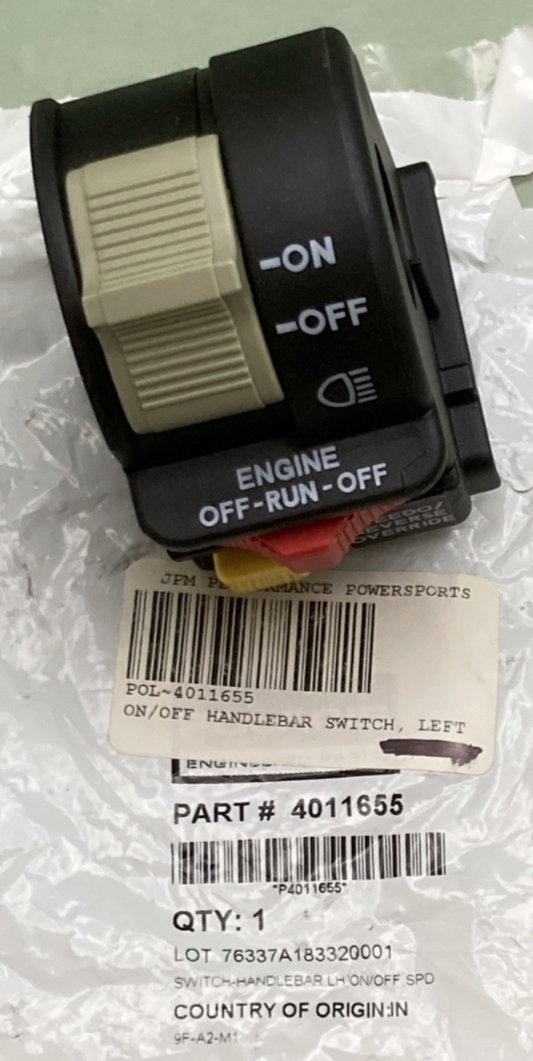 -ON
-OFF
ENGINE
OFF-RUN-OFF
OVERRIDE
JPM PERFORMANCE POWERSPORTS
POL~4011655
ON/OFF HANDLEBAR SWITCH, LEFT
PART # 4011655
*P4011655*
QTY: 1
LOT 76337A183320001
SWITCH-HANDLEBAR LH ON/OFF SPD
COUNTRY OF ORIGIN:IN
9F-A2-M1